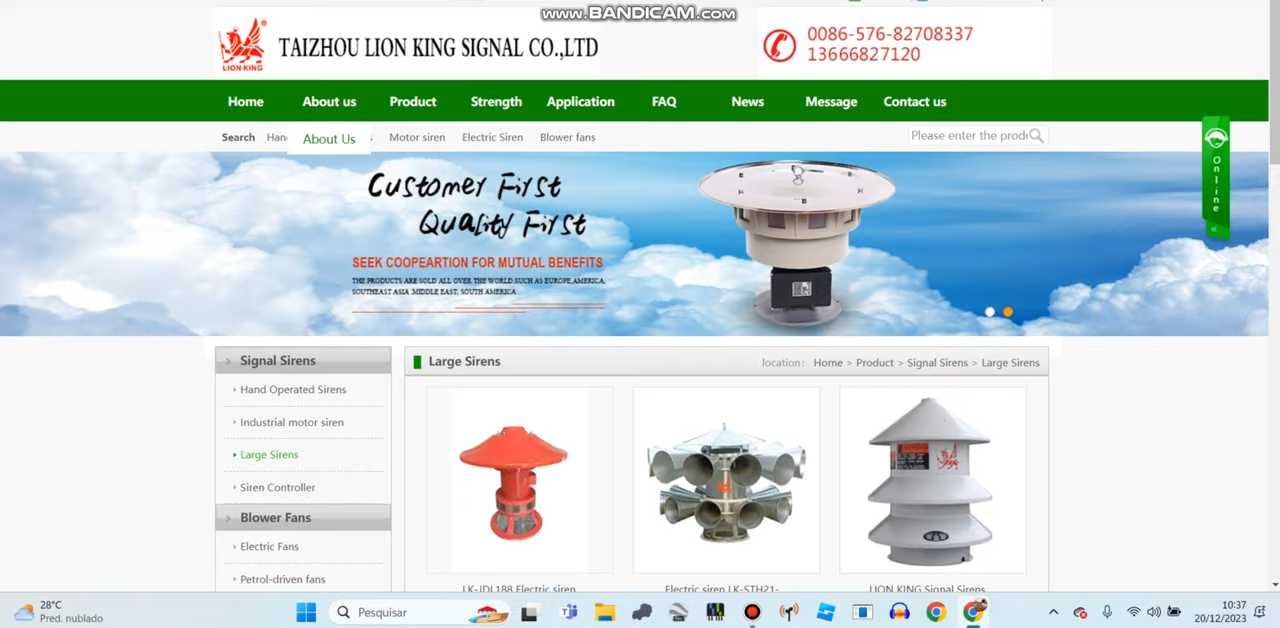 www.BANDICAM.com
LION KING
TAIZHOU LION KING SIGNAL CO.,LTD
0086-576-82708337
13666827120
Home About us Product Strength Application FAQ News Message Contact us
Search Han About Us Motor siren Electric Siren Blower fans
Please enter the prod
Online
«
Customer First
Quality First
SEEK COOPEARTION FOR MUTUAL BENEFITS
THE PRODUCTS ARE SOLD ALL OVER THE WORLD,SUCH AS EUROPE,AMERICA,
SOUTHEAST ASIA ,MIDDLE EAST, SOUTH AMERICA .
Signal Sirens
Hand Operated Sirens
Industrial motor siren
Large Sirens
Siren Controller
Blower Fans
Electric Fans
Petrol-driven fans
Large Sirens
location: Home > Product > Signal Sirens > Large Sirens
LK-JDL188 Electric siren
Electric siren LK-STH21-
LION KING Signal Sirens
28°C
Pred. nublado
Pesquisar
10:37
20/12/2023